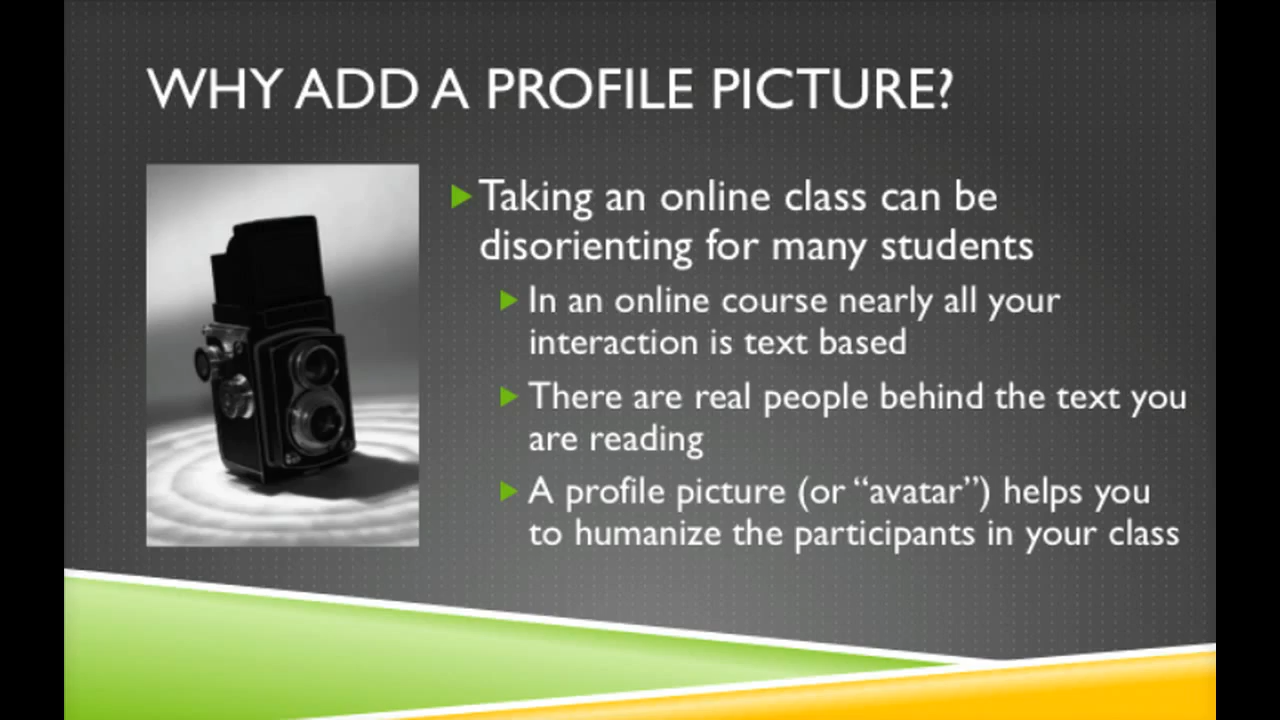 WHY ADD A PROFILE PICTURE?
Taking an online class can be
disorienting for many students
In an online course nearly all your
interaction is text based
There are real people behind the text you
are reading
A profile picture (or “avatar”) helps you
to humanize the participants in your class